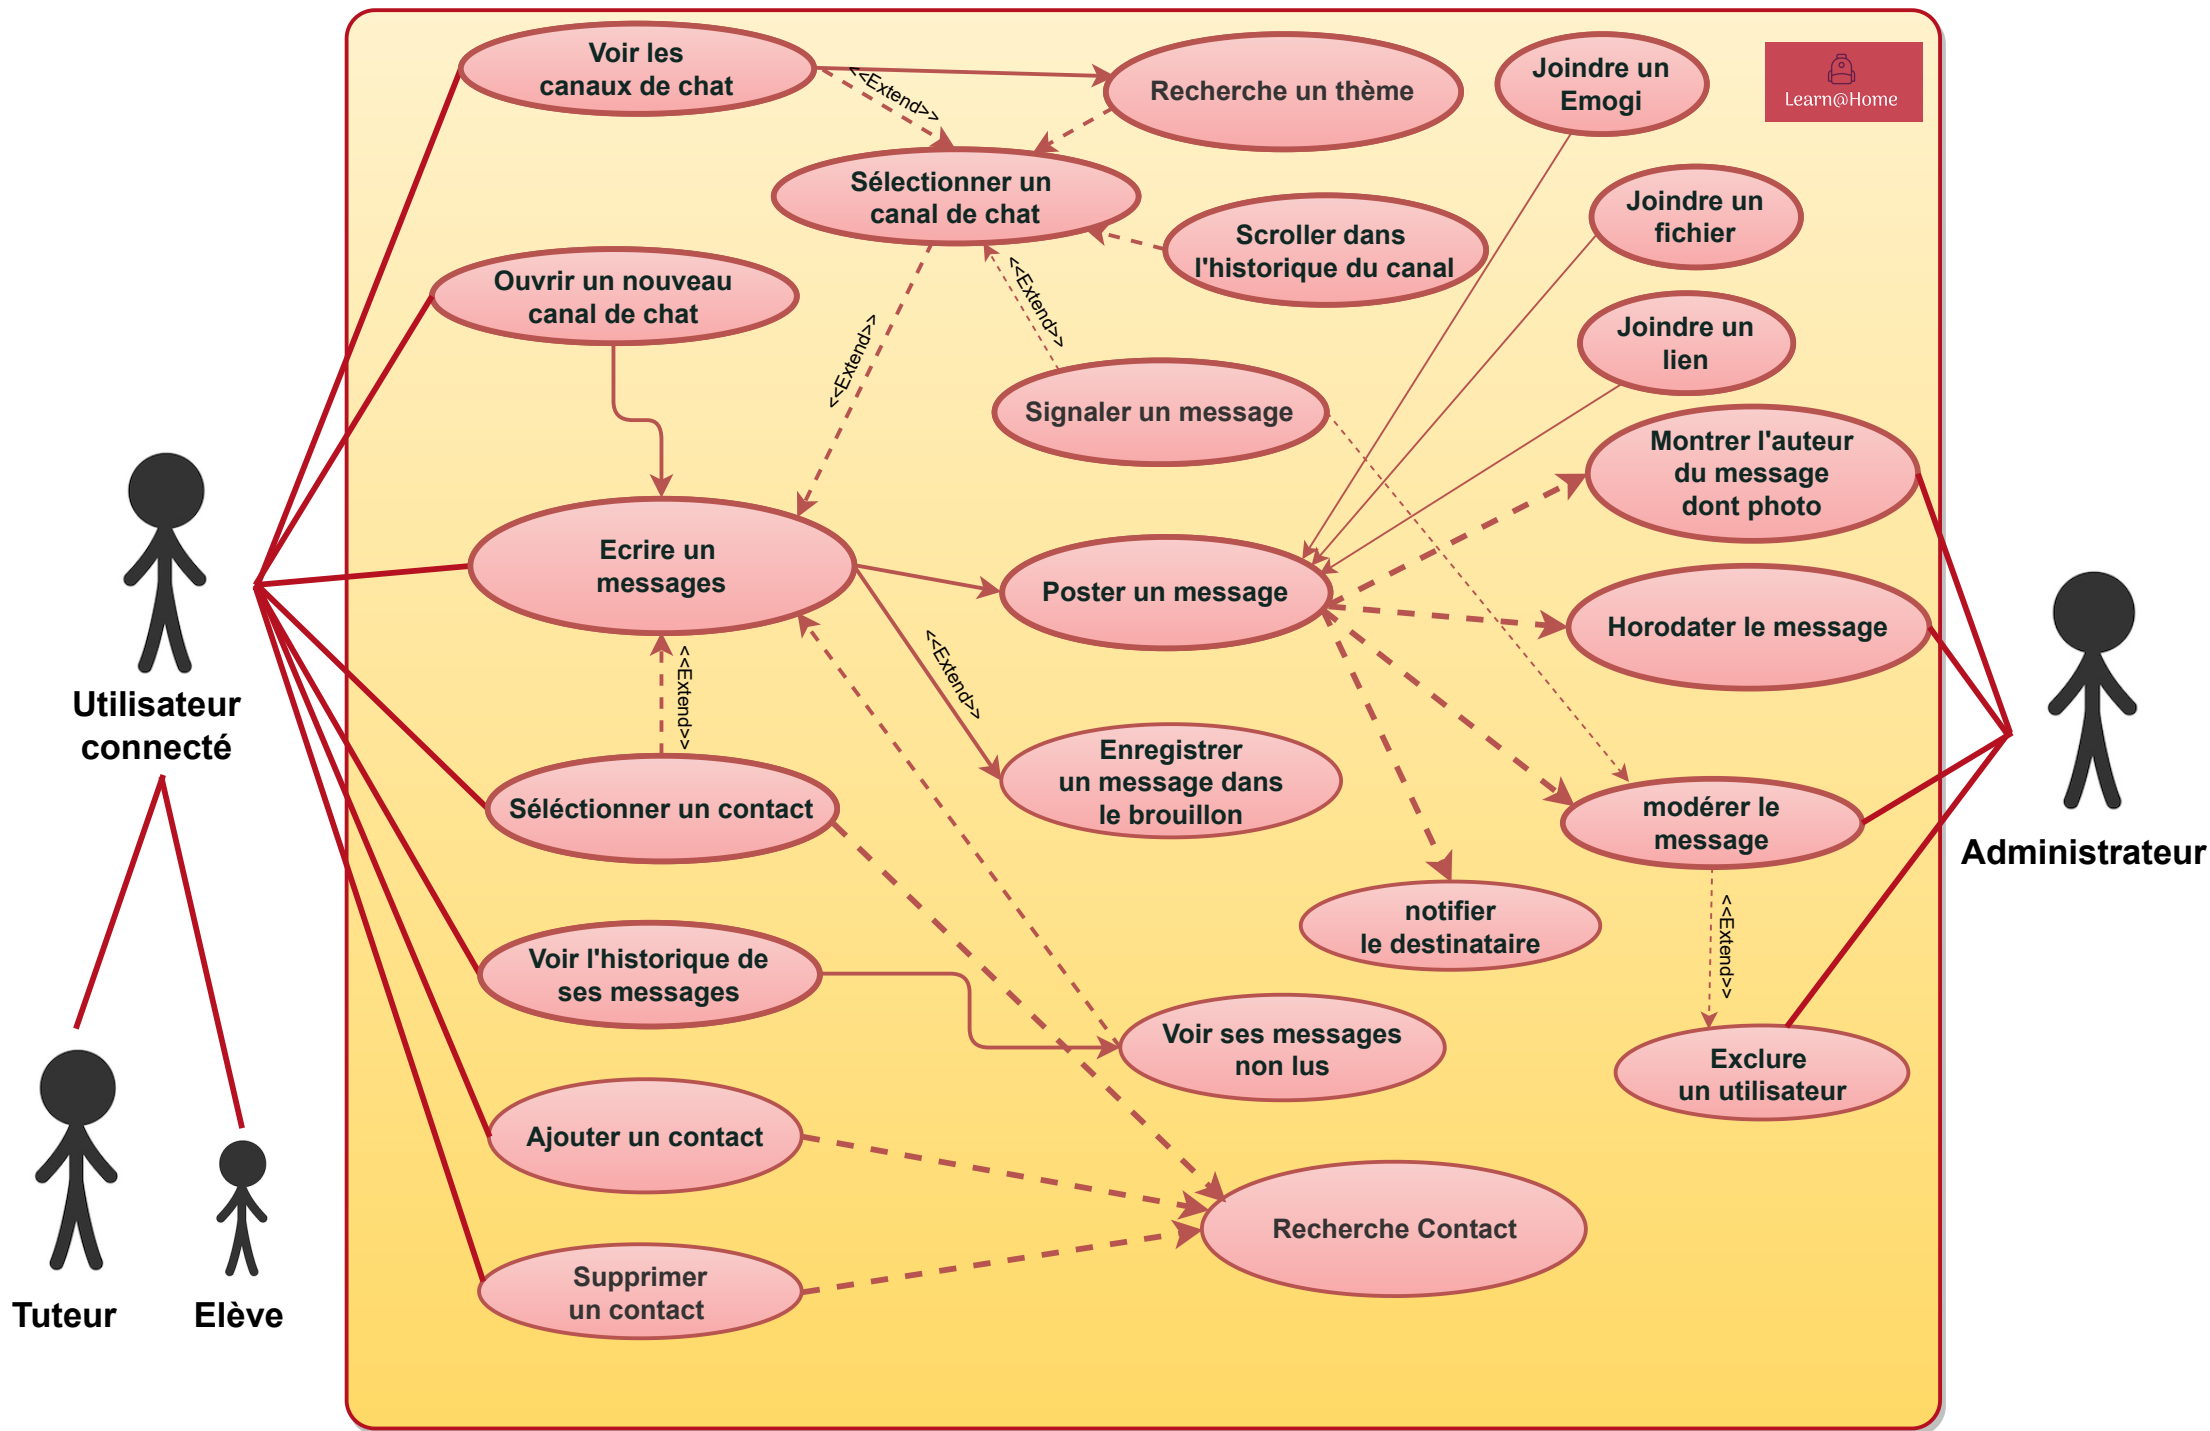 Voir les
canaux de chat
<<Extend>>
Recherche un thème
Joindre un
Emogi
Learn@Home
Sélectionner un
canal de chat
Joindre un
fichier
Scroller dans
l'historique du canal
<<Extend>>
Ouvrir un nouveau
canal de chat
<<Extend>>
Joindre un
lien
Signaler un message
Montrer l'auteur
du message
dont photo
Ecrire un
messages
Poster un message
Horodater le message
<<Extend>>
<<Extend>>
Utilisateur
connecté
Enregistrer
un message dans
le brouillon
Séléctionner un contact
modérer le
message
Administrateur
notifier
le destinataire
<<Extend>>
Voir l'historique de
ses messages
Voir ses messages
non lus
Exclure
un utilisateur
Ajouter un contact
Recherche Contact
Supprimer
un contact
Tuteur
Elève